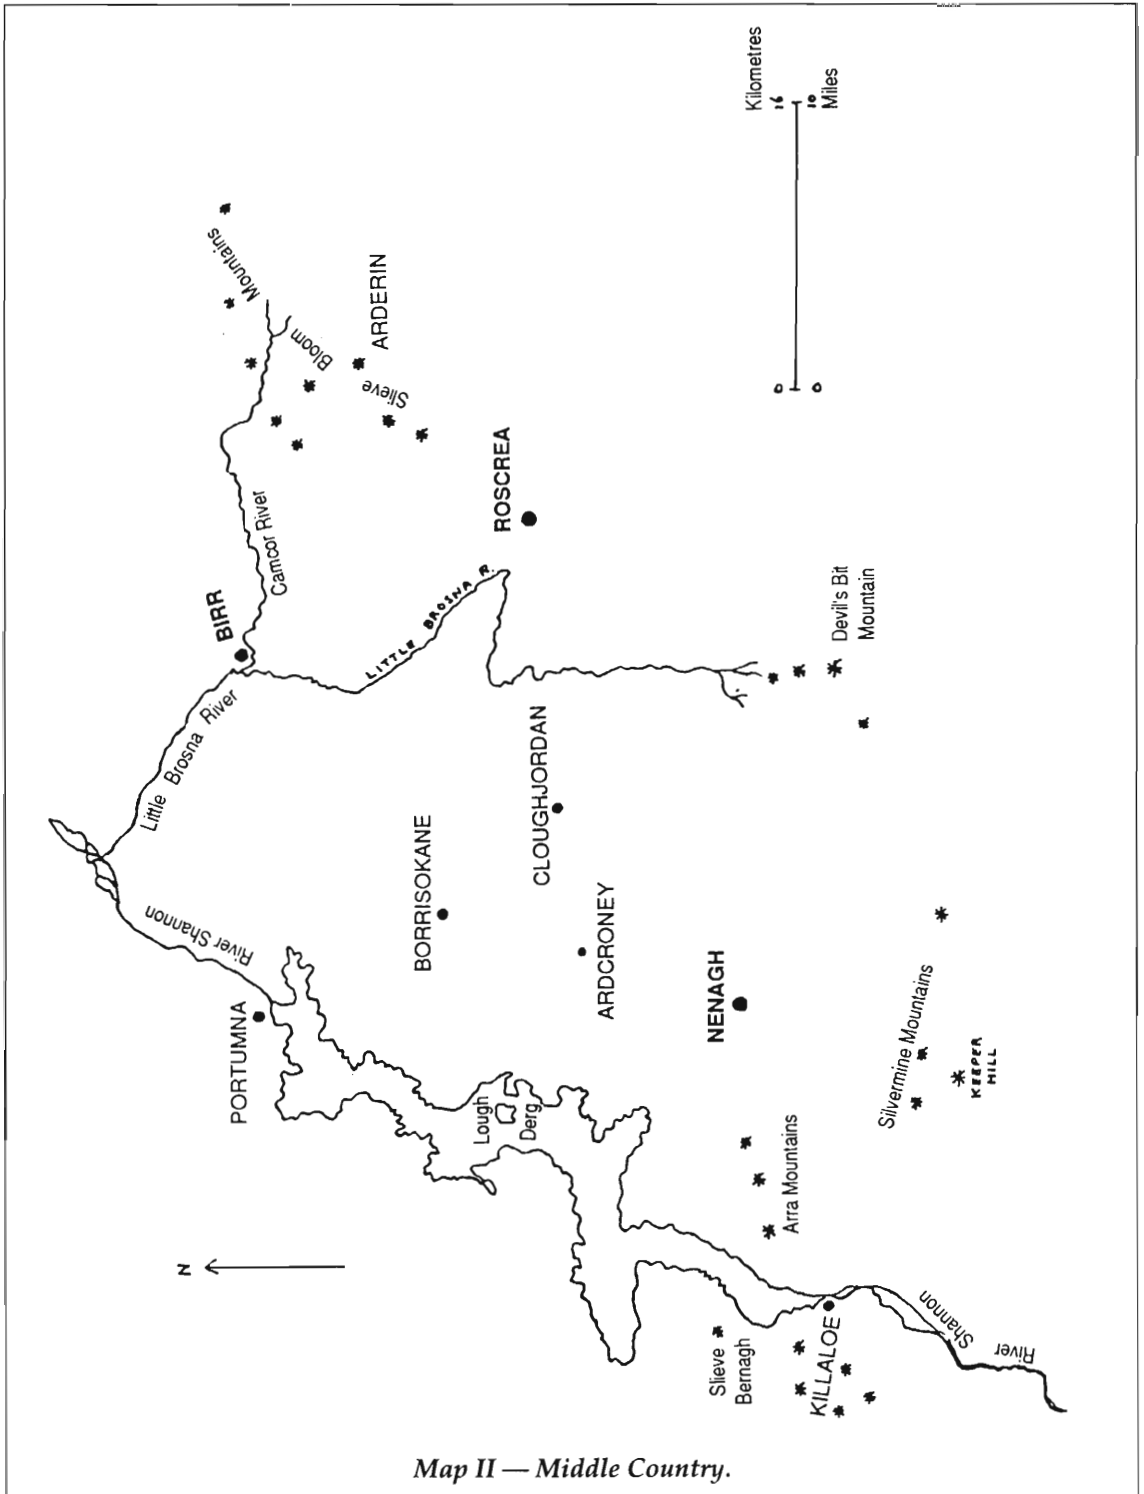 Kilometres
16
10
Miles
0
0
Mountains
Bloom
Slieve
ARDERIN
Camcor River
BIRR
ROSCREA
LITTLE BROSNA R.
Little Brosna River
Devil's Bit
Mountain
CLOUGHJORDAN
BORRISOKANE
ARDCRONEY
River Shannon
PORTUMNA
NENAGH
Lough
Derg
Silvermine Mountains
KEEPER
HILL
Arra Mountains
N
Slieve
Bernagh
KILLALOE
Shannon
River
Map II — Middle Country.